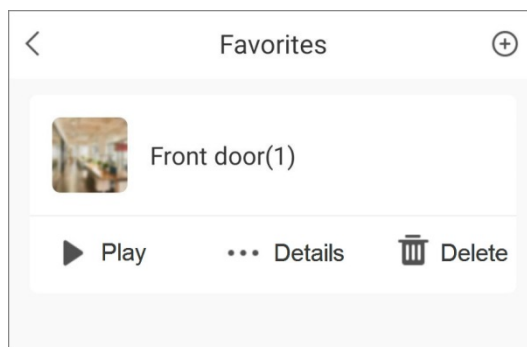 Favorites
Front door(1)
Play Details Delete